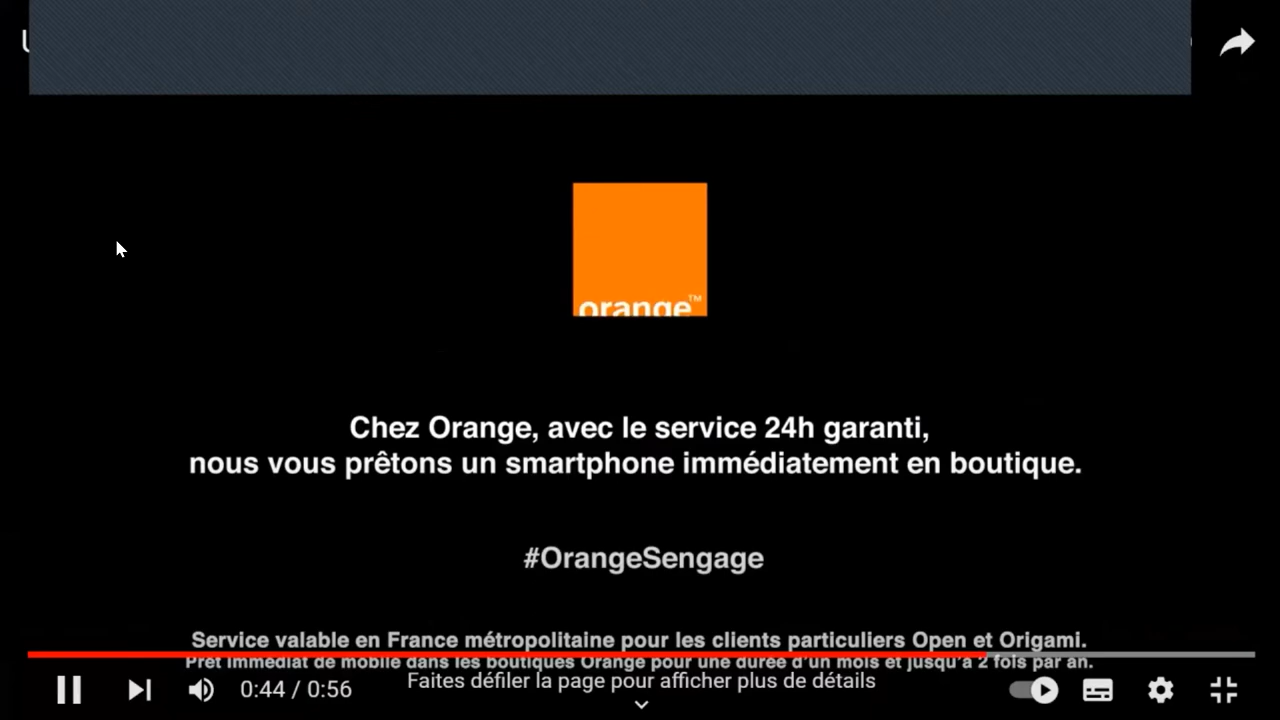 orange™
Chez Orange, avec le service 24h garanti,
nous vous prêtons un smartphone immédiatement en boutique.
#OrangeSengage
Service valable en France métropolitaine pour les clients particuliers Open et Origami.
Prêt immédiat de mobile dans les boutiques Orange pour une durée d'un mois et jusqu'à 2 fois par an.
Faites défiler la page pour afficher plus de détails
0:44 / 0:56